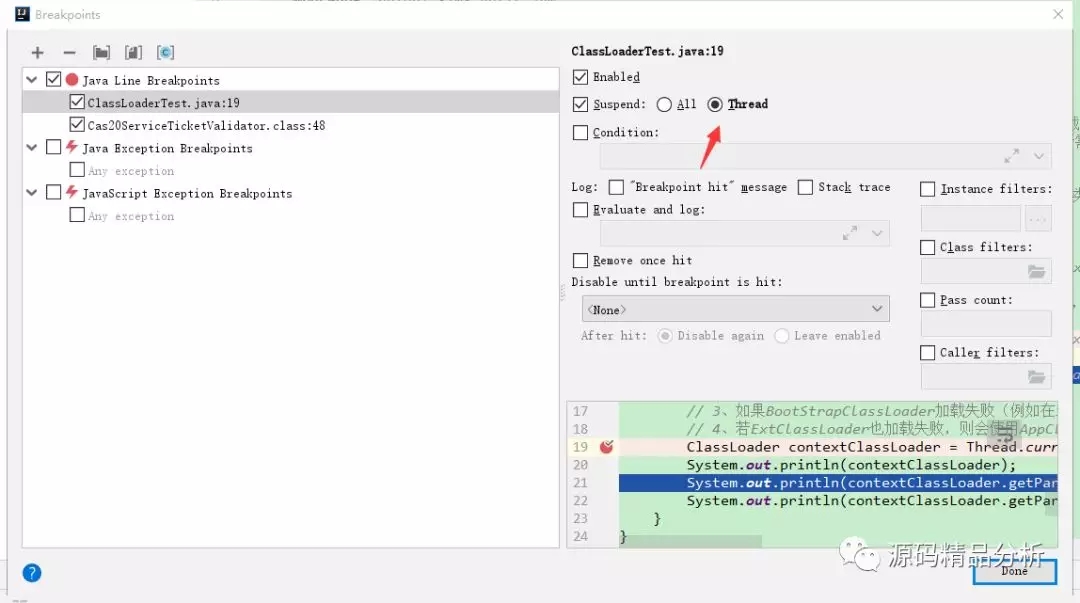 Breakpoints
Java Line Breakpoints
ClassLoaderTest.java:19
Cas20ServiceTicketValidator.class:48
Java Exception Breakpoints
Any exception
JavaScript Exception Breakpoints
Any exception
ClassLoaderTest.java:19
Enabled
Suspend: All Thread
Condition:
Log: "Breakpoint hit" message Stack trace
Evaluate and log:
Remove once hit
Disable until breakpoint is hit:
<None>
After hit: Disable again Leave enabled
Instance filters:
...
Class filters:
Pass count:
Caller filters:
17 // 3、如果BootStrapClassLoader加载失败（例如在
18 // 4、若ExtClassLoader也加载失败，则会使用AppCl
19 ClassLoader contextClassLoader = Thread.curr
20 System.out.println(contextClassLoader);
21 System.out.println(contextClassLoader.getPar
22 System.out.println(contextClassLoader.getPar
23 }
24 }
源码精品分析
Done
?